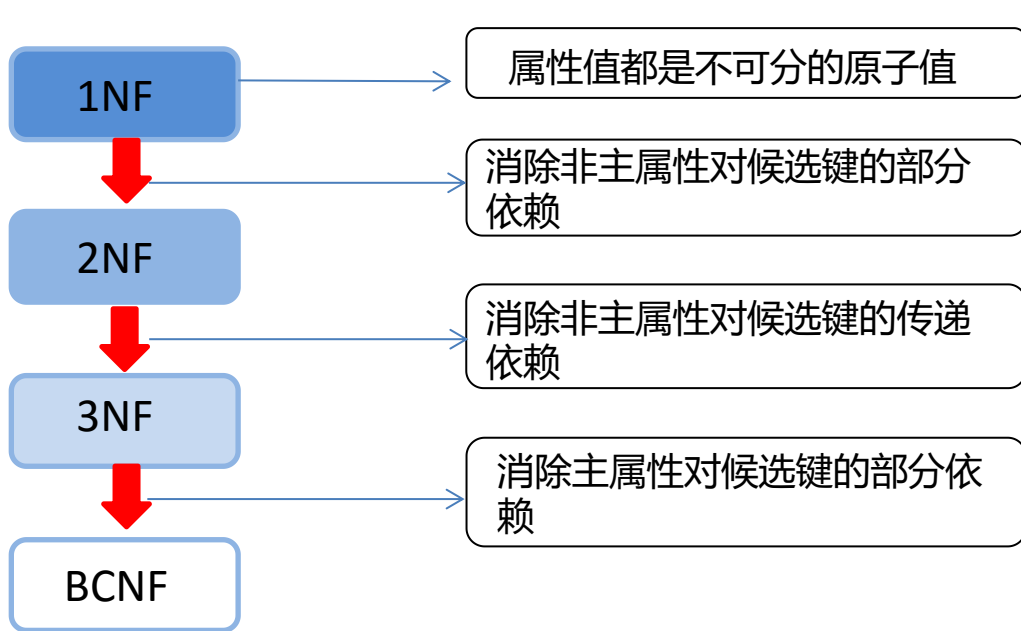 1NF
属性值都是不可分的原子值
消除非主属性对候选键的部分
依赖
2NF
消除非主属性对候选键的传递
依赖
3NF
消除主属性对候选键的部分依
赖
BCNF